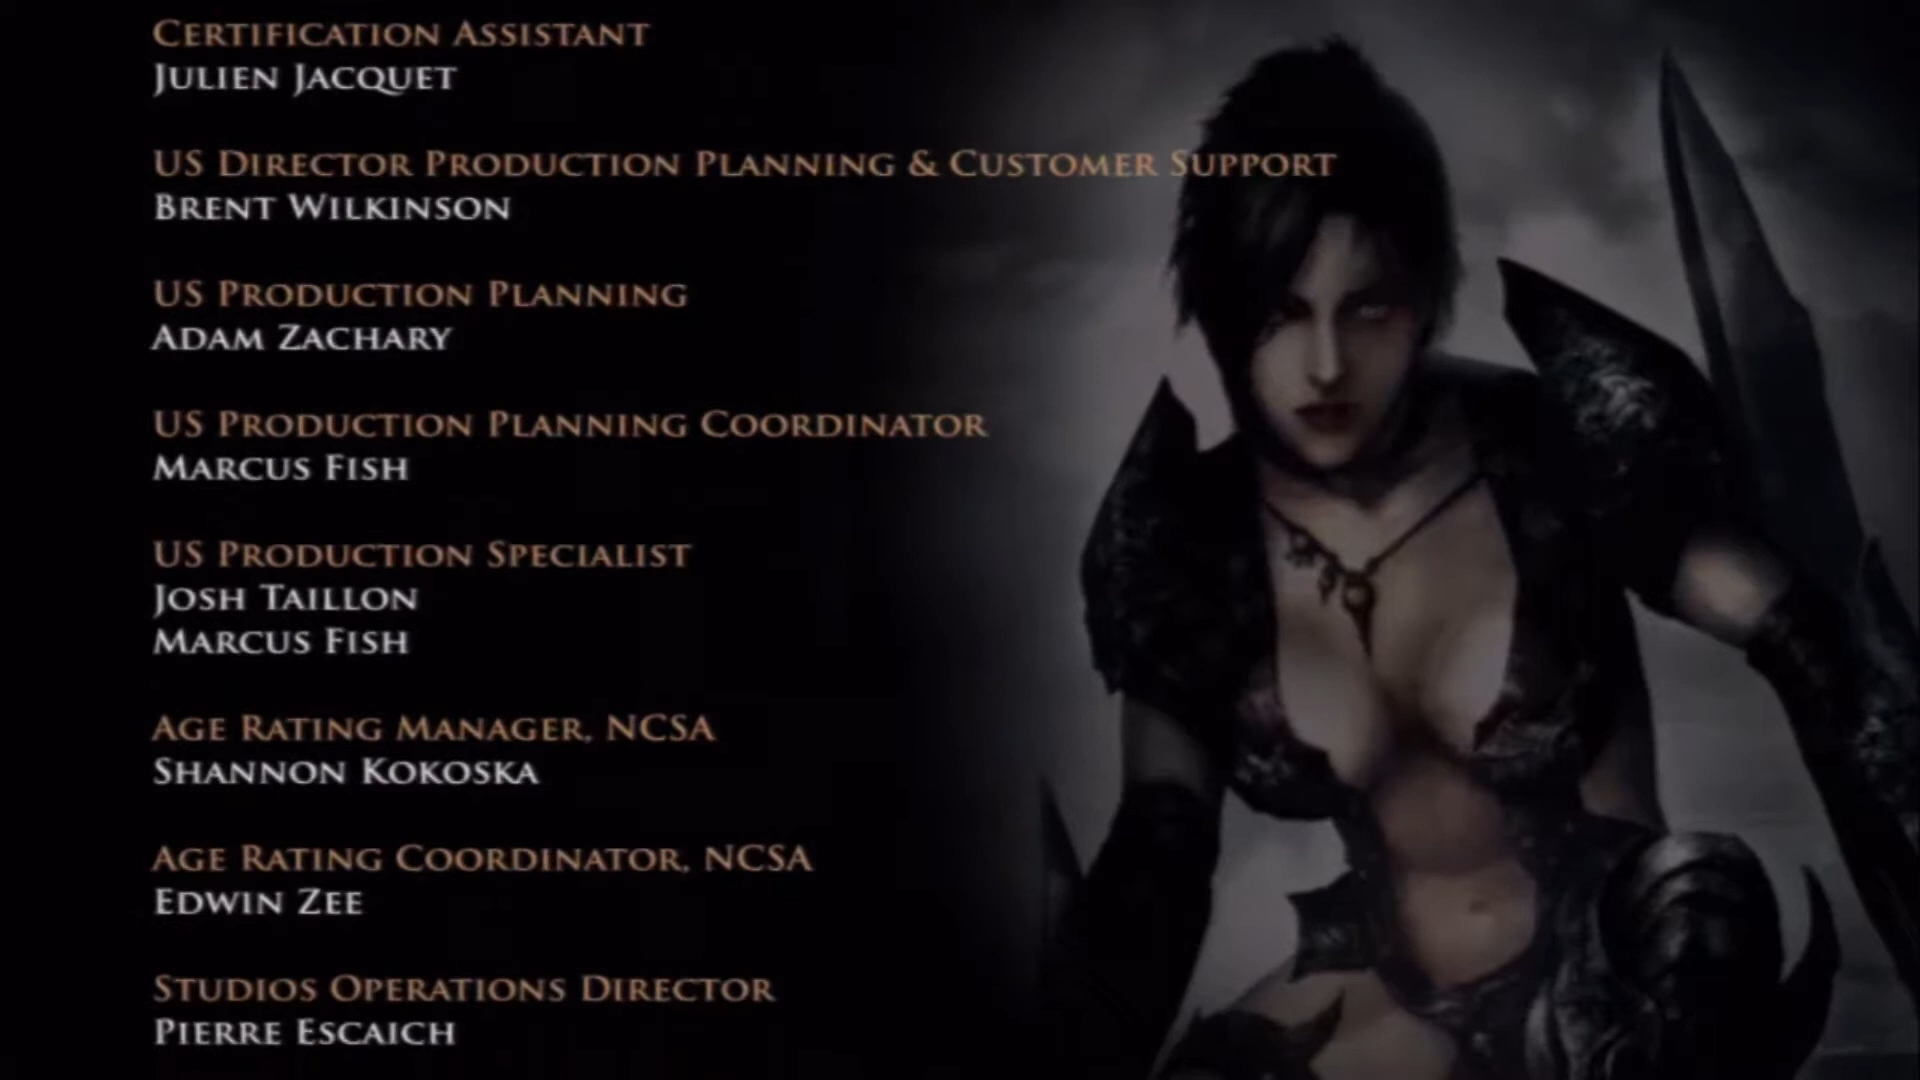 Certification Assistant
Julien Jacquet
US Director Production Planning & Customer Support
Brent Wilkinson
US Production Planning
Adam Zachary
US Production Planning Coordinator
Marcus Fish
US Production Specialist
Josh Taillon
Marcus Fish
Age Rating Manager, NCSA
Shannon Kokoska
Age Rating Coordinator, NCSA
Edwin Zee
Studios Operations Director
Pierre Escaich